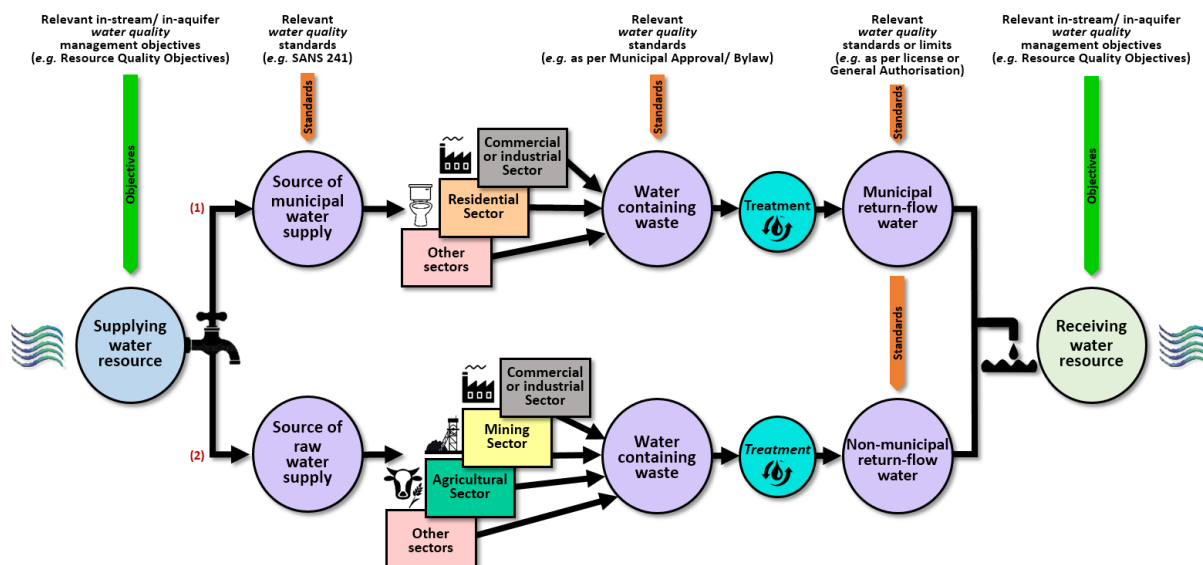 Relevant in-stream/ in-aquifer
water quality
management objectives
(e.g. Resource Quality Objectives)
Relevant
water quality
standards
(e.g. SANS 241)
Relevant
water quality
standards
(e.g. as per Municipal Approval/ Bylaw)
Relevant
water quality
standards or limits
(e.g. as per license or
General Authorisation)
Relevant in-stream/ in-aquifer
water quality
management objectives
(e.g. Resource Quality Objectives)
Objectives
Standards
Standards
Standards
Objectives
(1)
Source of
municipal
water
supply
Commercial
or industrial
Sector
Residential
Sector
Other
sectors
Water
containing
waste
Treatment
Municipal
return-flow
water
Supplying
water
resource
Standards
Receiving
water
resource
(2)
Source of
raw
water
supply
Commercial
or industrial
Sector
Mining
Sector
Agricultural
Sector
Other
sectors
Water
containing
waste
Treatment
Non-municipal
return-flow
water